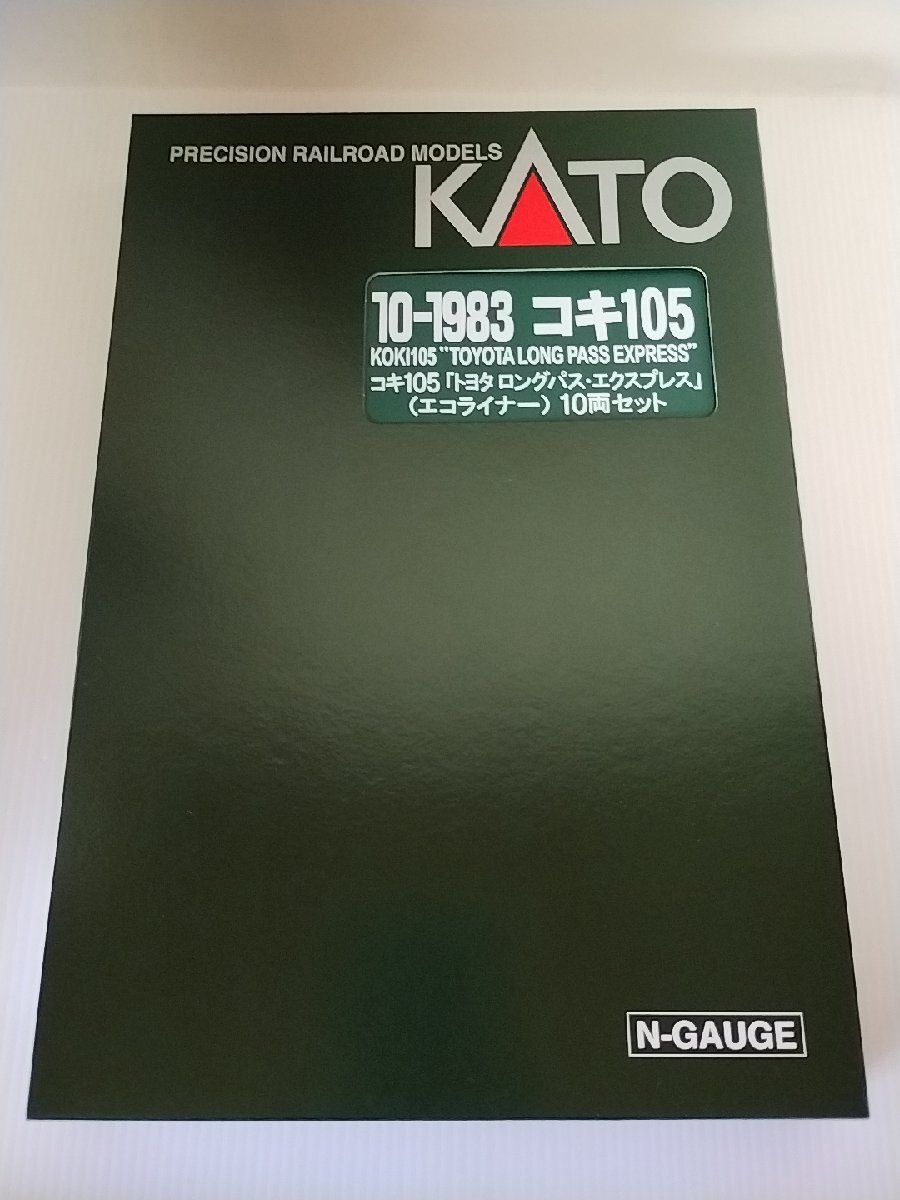 PRECISION RAILROAD MODELS
KATO
10-1983 コキ105
KOKI105 "TOYOTA LONG PASS EXPRESS"
コキ105「トヨタ ロングパス・エクスプレス」
(エコライナー) 10両セット
N-GAUGE